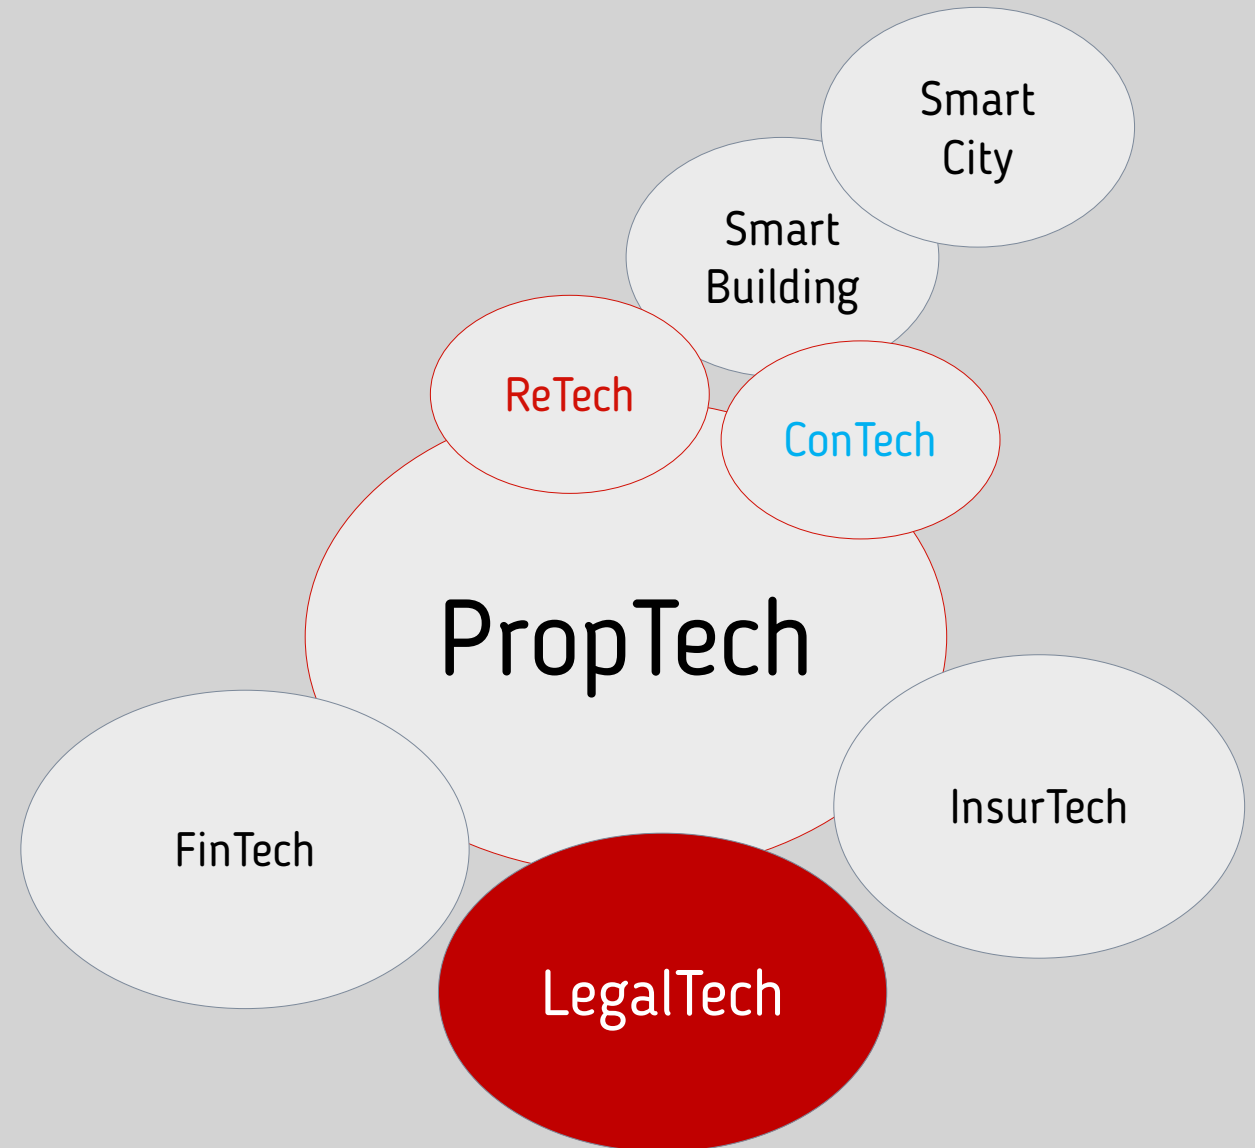 Smart
City
Smart
Building
ReTech
ConTech
PropTech
InsurTech
FinTech
LegalTech